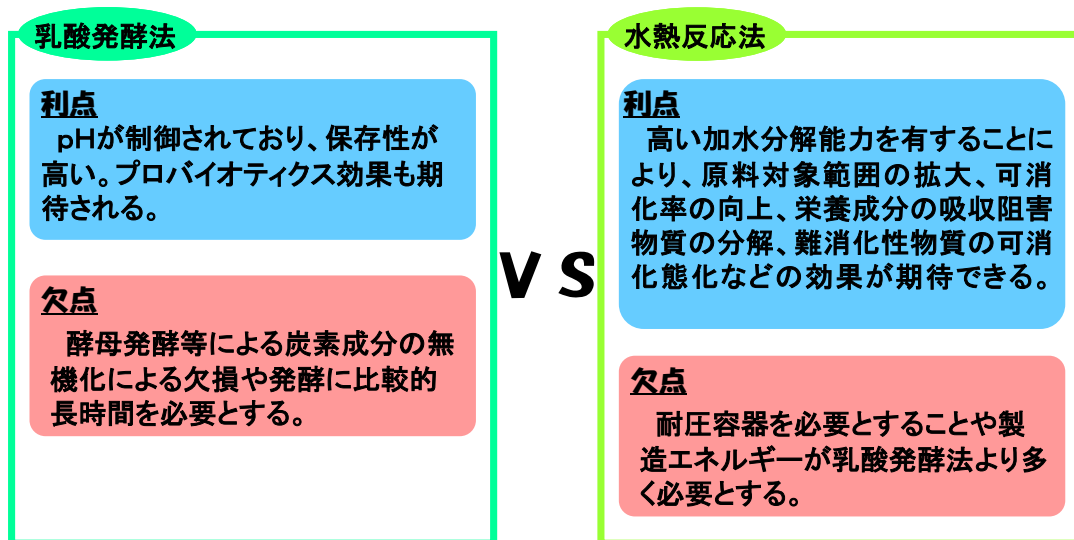 乳酸発酵法
利点
pHが制御されており、保存性が
高い。プロバイオティクス効果も期
待される。
欠点
酵母発酵等による炭素成分の無
機化による欠損や発酵に比較的
長時間を必要とする。
VS
水熱反応法
利点
高い加水分解能力を有することに
より、原料対象範囲の拡大、可消
化率の向上、栄養成分の吸収阻害
物質の分解、難消化性物質の可消
化態化などの効果が期待できる。
欠点
耐圧容器を必要とすることや製
造エネルギーが乳酸発酵法より多
く必要とする。